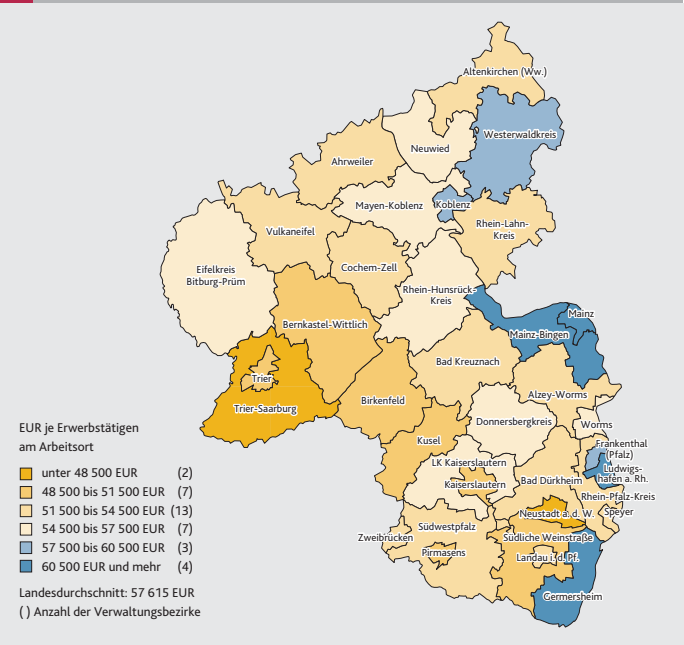 Altenkirchen (Ww.)
Westerwaldkreis
Neuwied
Ahrweiler
Mayen-Koblenz
Koblenz
Rhein-Lahn-
Kreis
Vulkaneifel
Cochem-Zell
Eifelkreis
Bitburg-Prüm
Rhein-Hunsrück-
Kreis
Mainz
Bernkastel-Wittlich
Mainz-Bingen
Bad Kreuznach
Trier
Alzey-Worms
Birkenfeld
Trier-Saarburg
Donnersbergkreis
Worms
Kusel
Frankenthal
(Pfalz)
LK Kaiserslautern
Ludwigs-
hafen a. Rh.
Kaiserslautern
Bad Dürkheim
Rhein-Pfalz-Kreis
Neustadt a. d. W.
Speyer
Südwestpfalz
Zweibrücken
Südliche Weinstraße
Pirmasens
Landau i. d. Pf.
Germersheim
EUR je Erwerbstätigen
am Arbeitsort
unter 48 500 EUR (2)
48 500 bis 51 500 EUR (7)
51 500 bis 54 500 EUR (13)
54 500 bis 57 500 EUR (7)
57 500 bis 60 500 EUR (3)
60 500 EUR und mehr (4)
Landesdurchschnitt: 57 615 EUR
( ) Anzahl der Verwaltungsbezirke